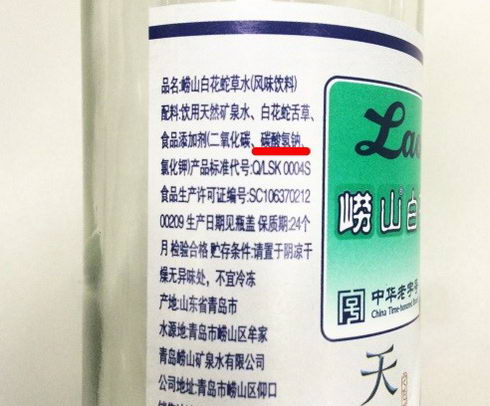 品名:崂山白花蛇草水(风味饮料)
配料:饮用天然矿泉水、白花蛇舌草、
食品添加剂(二氧化碳、碳酸氢钠、
氯化钾)产品标准代号:Q/LSK 0004S
食品生产许可证编号:SC106370212
00209 生产日期见瓶盖 保质期:24个
月 检验合格 贮存条件:请置于阴凉干
燥无异味处，不宜冷冻
产地:山东省青岛市
水源地:青岛市崂山区牟家
青岛崂山矿泉水有限公司
公司地址:青岛市崂山区仰口
Lao
崂山白
中华老字号
China Time-honored
天